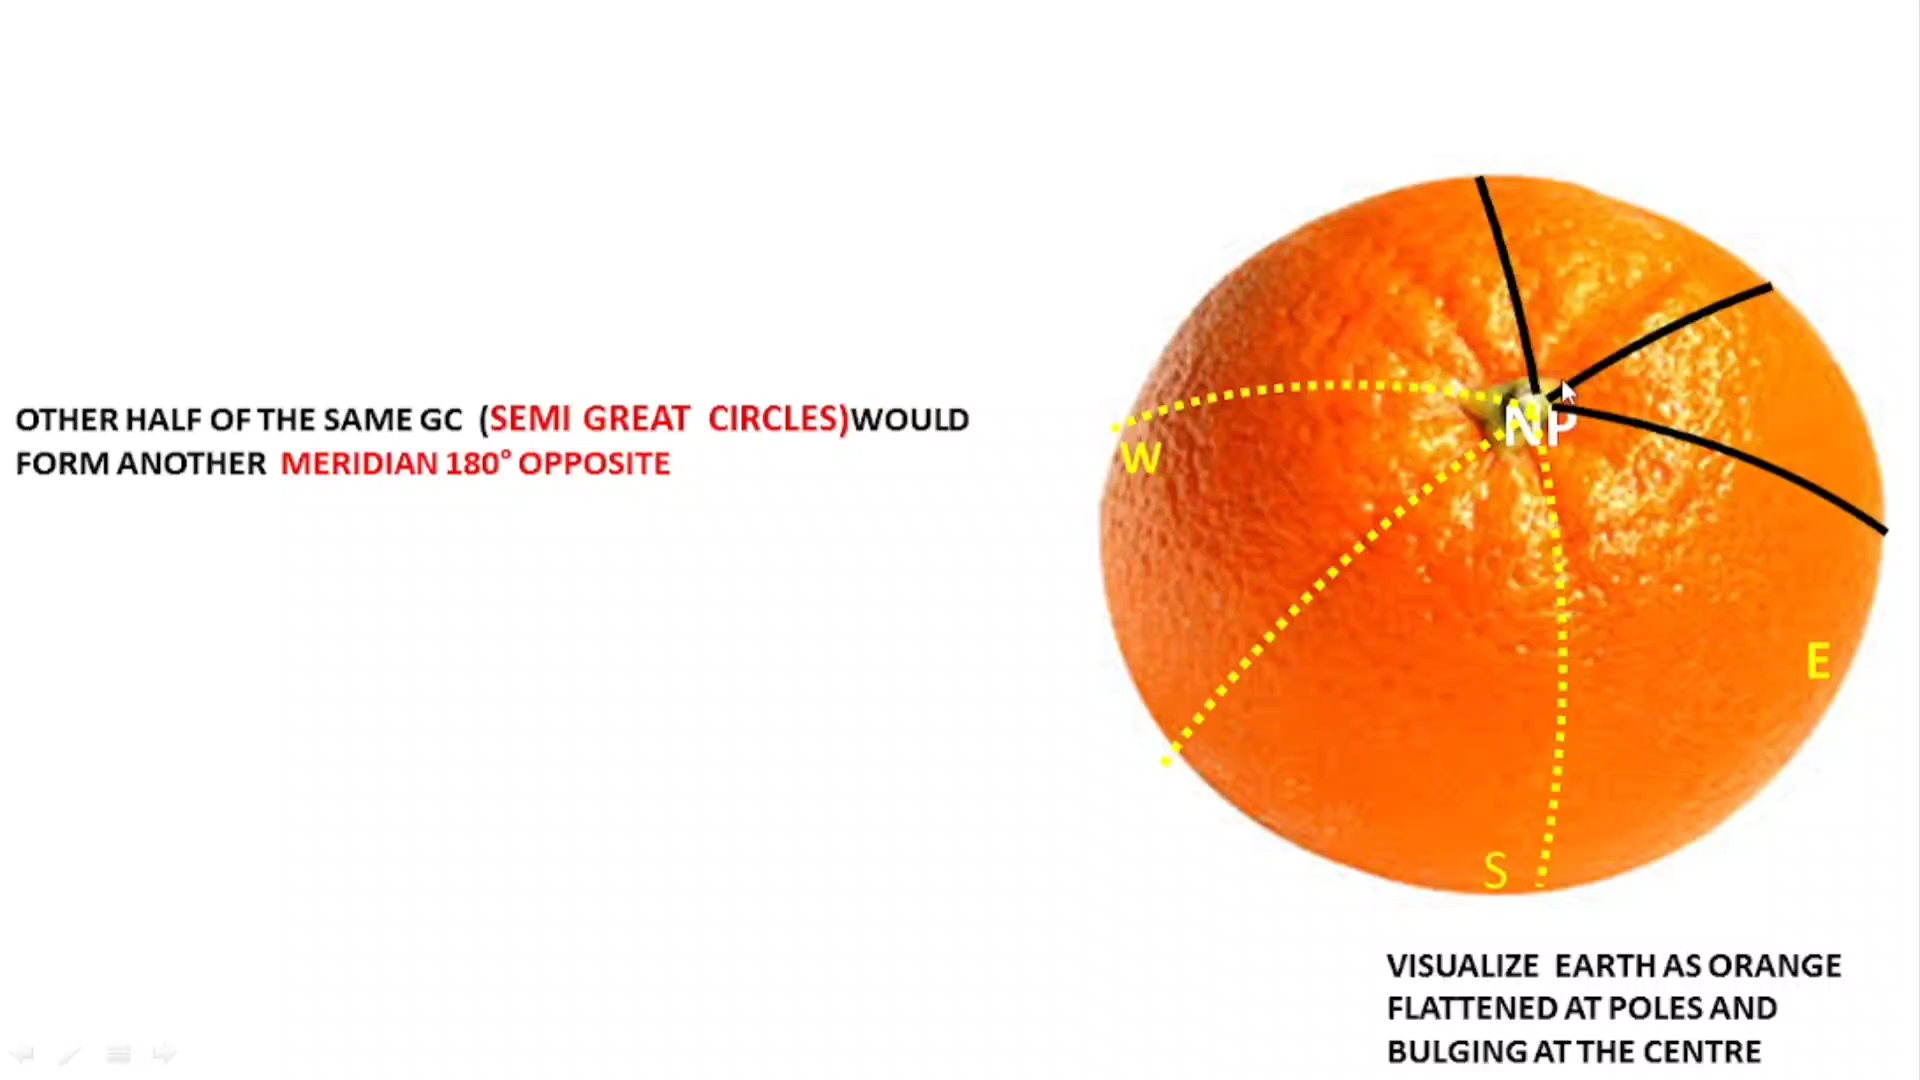 OTHER HALF OF THE SAME GC (SEMI GREAT CIRCLES)WOULD
FORM ANOTHER MERIDIAN 180° OPPOSITE
NP
W
E
S
VISUALIZE EARTH AS ORANGE
FLATTENED AT POLES AND
BULGING AT THE CENTRE